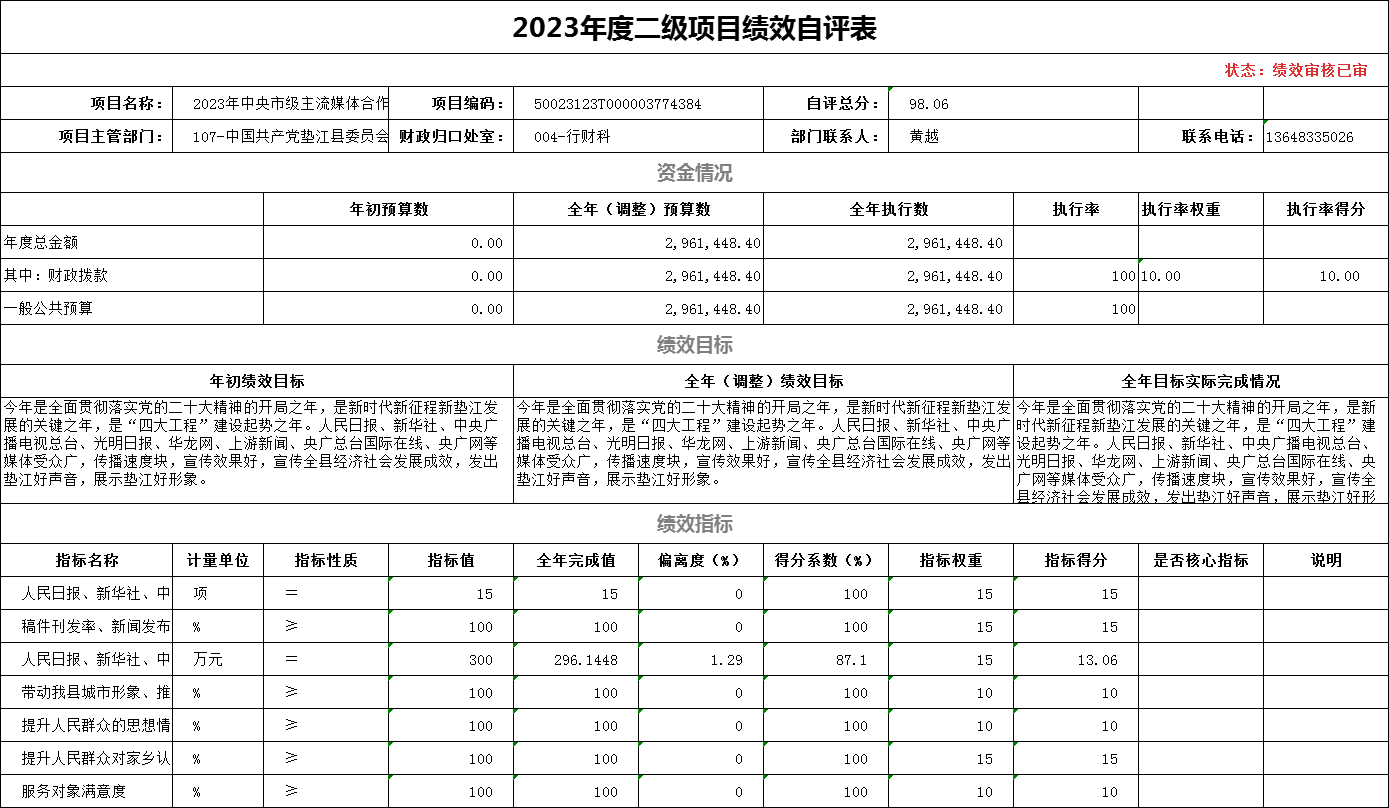 2023年度二级项目绩效自评表
状态：绩效审核已审
项目名称： 2023年中央市级主流媒体合作 项目编码： 50023123T000003774384 自评总分： 98.06
项目主管部门： 107-中国共产党垫江县委员会 财政归口处室： 004-行财科 部门联系人： 黄越 联系电话： 13648335026
资金情况
年初预算数 全年（调整）预算数 全年执行数 执行率 执行率权重 执行率得分
年度总金额 0.00 2,961,448.40 2,961,448.40
其中：财政拨款 0.00 2,961,448.40 2,961,448.40 100 10.00 10.00
一般公共预算 0.00 2,961,448.40 2,961,448.40 100
绩效目标
年初绩效目标 全年（调整）绩效目标 全年目标实际完成情况
今年是全面贯彻落实党的二十大精神的开局之年，是新时代新征程新垫江发
展的关键之年，是“四大工程”建设起势之年。人民日报、新华社、中央广
播电视总台、光明日报、华龙网、上游新闻、央广总台国际在线、央广网等
媒体受众广，传播速度块，宣传效果好，宣传全县经济社会发展成效，发出
垫江好声音，展示垫江好形象。
今年是全面贯彻落实党的二十大精神的开局之年，是新时代新征程新垫江发
展的关键之年，是“四大工程”建设起势之年。人民日报、新华社、中央广
播电视总台、光明日报、华龙网、上游新闻、央广总台国际在线、央广网等
媒体受众广，传播速度块，宣传效果好，宣传全县经济社会发展成效，发出
垫江好声音，展示垫江好形象。
今年是全面贯彻落实党的二十大精神的开局之年，是新
时代新征程新垫江发展的关键之年，是“四大工程”建
设起势之年。人民日报、新华社、中央广播电视总台、
光明日报、华龙网、上游新闻、央广总台国际在线、央
广网等媒体受众广，传播速度块，宣传效果好，宣传全
县经济社会发展成效，发出垫江好声音，展示垫江好形
绩效指标
指标名称 计量单位 指标性质 指标值 全年完成值 偏离度（%） 得分系数（%） 指标权重 指标得分 是否核心指标 说明
人民日报、新华社、中 项 ＝ 15 15 0 100 15 15
稿件刊发率、新闻发布 % ≥ 100 100 0 100 15 15
人民日报、新华社、中 万元 ＝ 300 296.1448 1.29 87.1 15 13.06
带动我县城市形象、推 % ≥ 100 100 0 100 10 10
提升人民群众的思想情 % ≥ 100 100 0 100 10 10
提升人民群众对家乡认 % ≥ 100 100 0 100 15 15
服务对象满意度 % ≥ 100 100 0 100 10 10